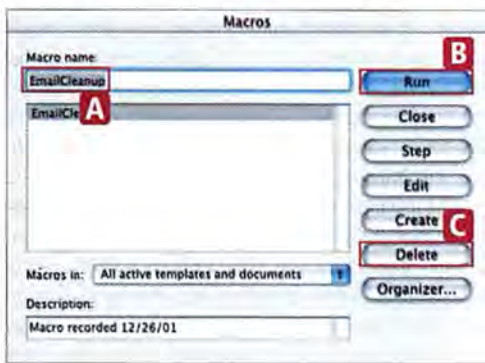 Macros
Macro name:
EmailCleanup
B
Run
EmailCle
A
Close
Step
Edit
Create
C
Delete
Macros in: All active templates and documents
Organizer...
Description:
Macro recorded 12/26/01